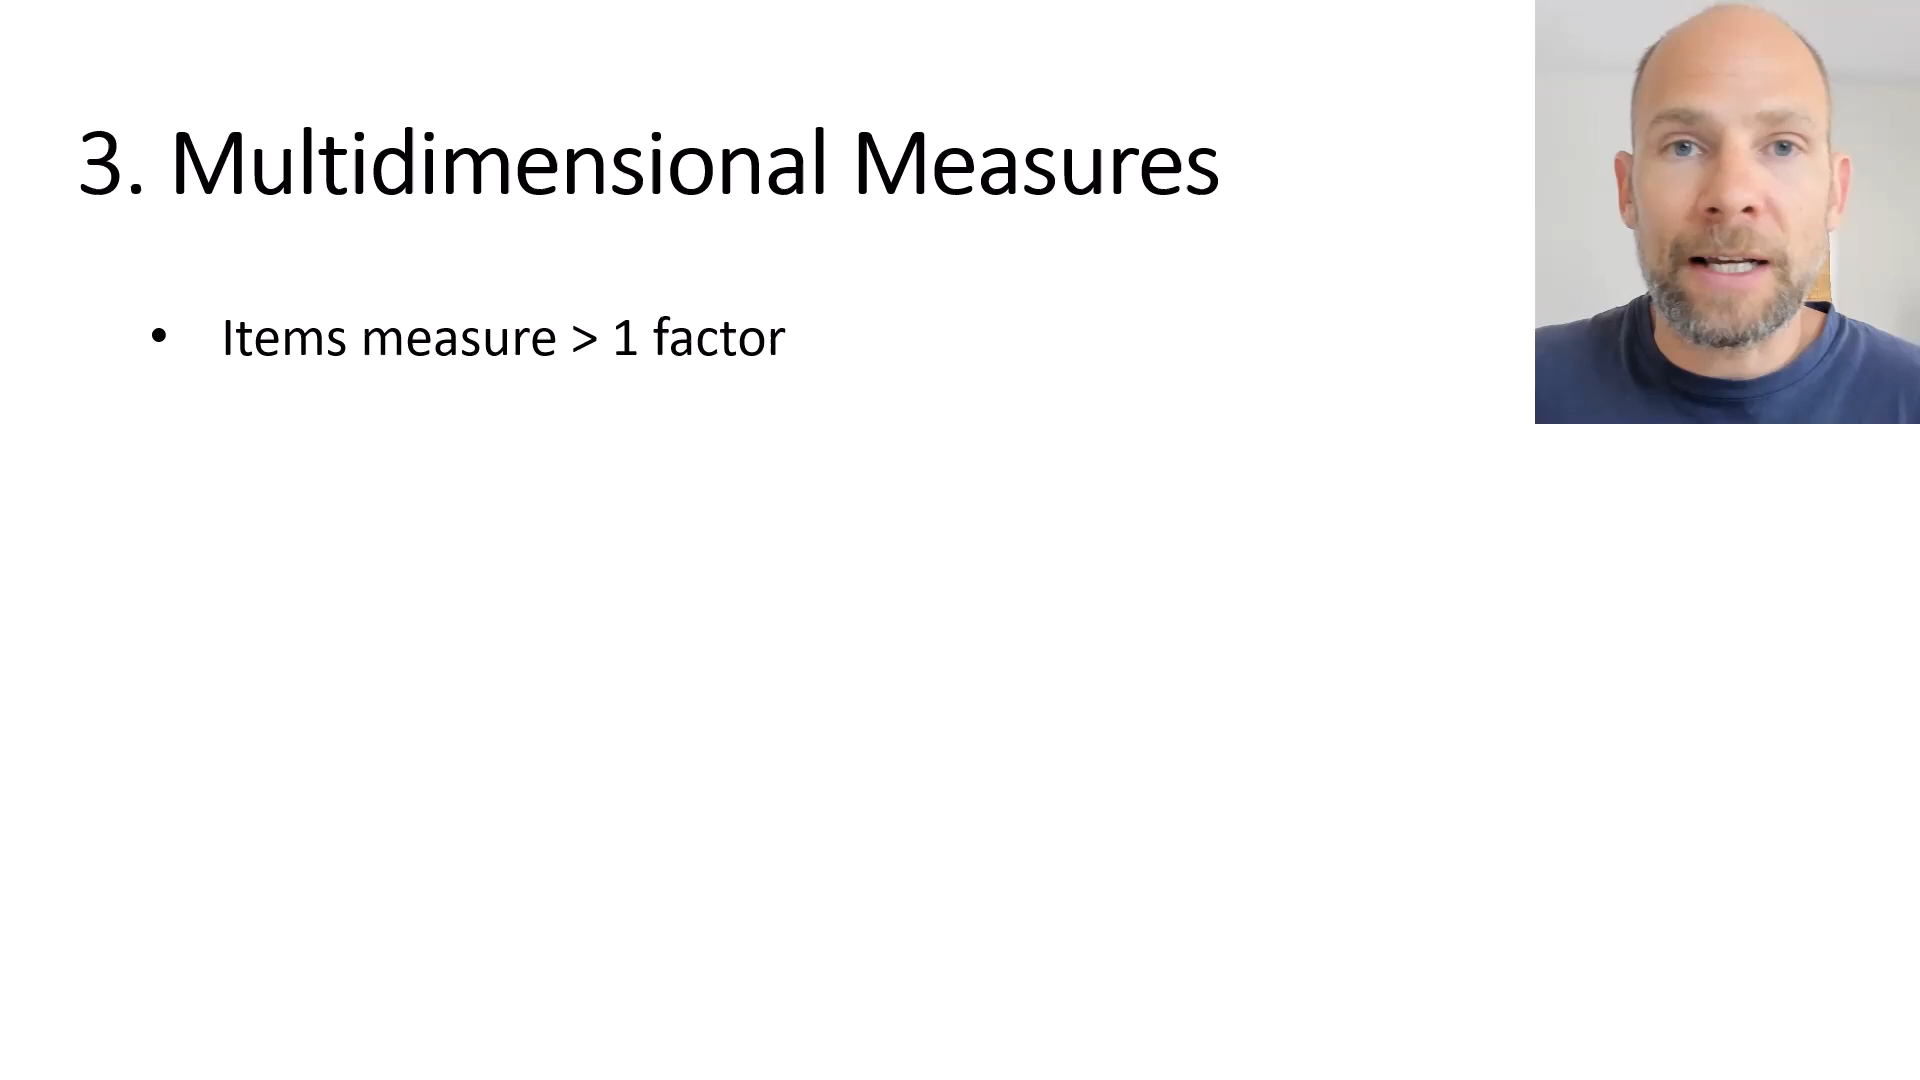 3. Multidimensional Measures
• Items measure > 1 factor